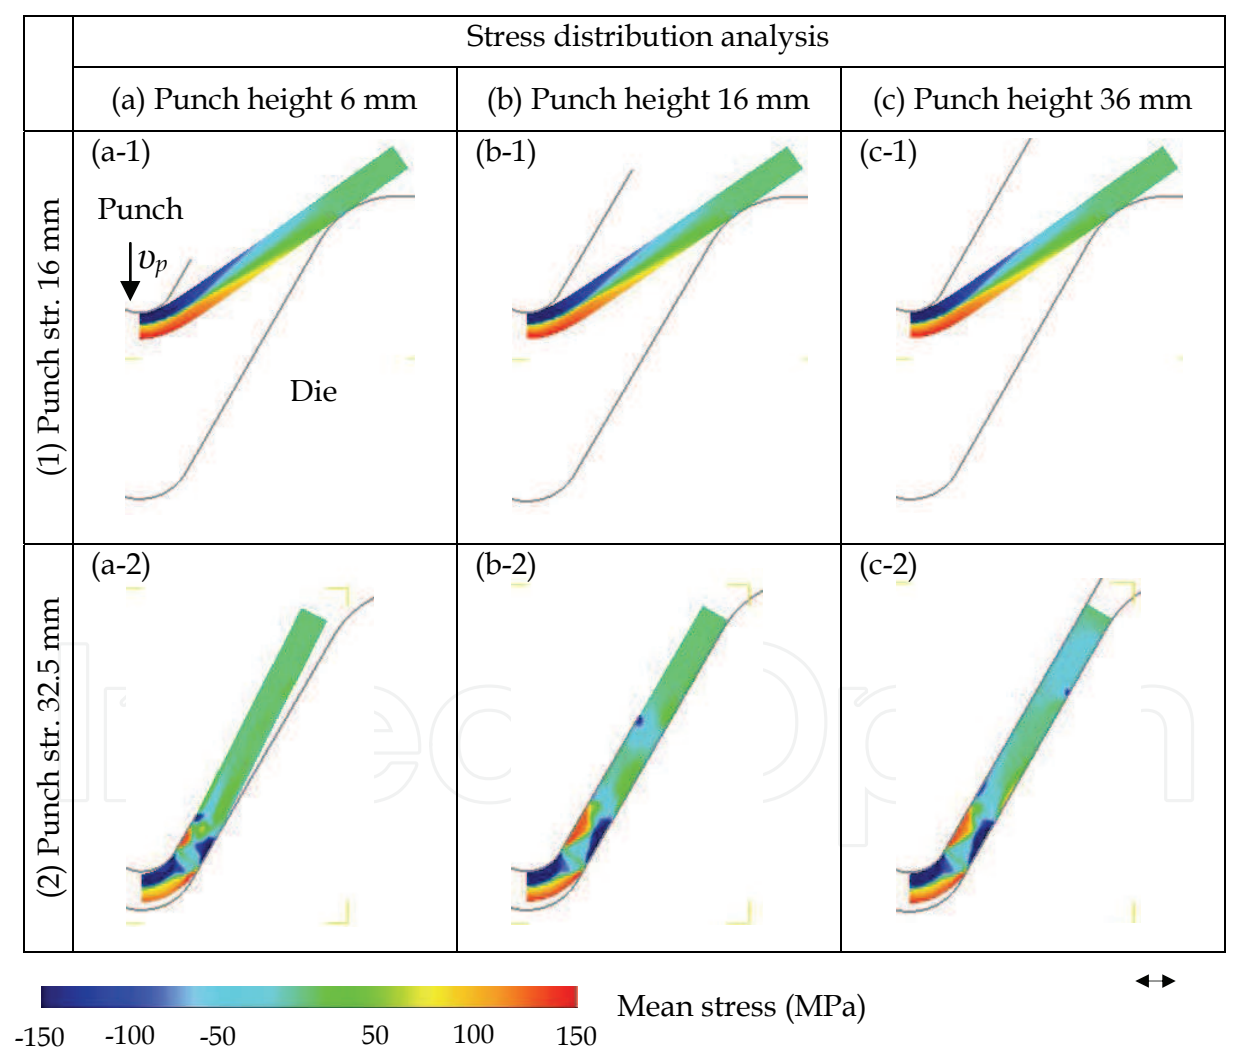 Stress distribution analysis
(a) Punch height 6 mm
(b) Punch height 16 mm
(c) Punch height 36 mm
(1) Punch str. 16 mm
(a-1)
Punch
υp
Die
(b-1)
(c-1)
(2) Punch str. 32.5 mm
(a-2)
(b-2)
(c-2)
-150 -100 -50 50 100 150
Mean stress (MPa)